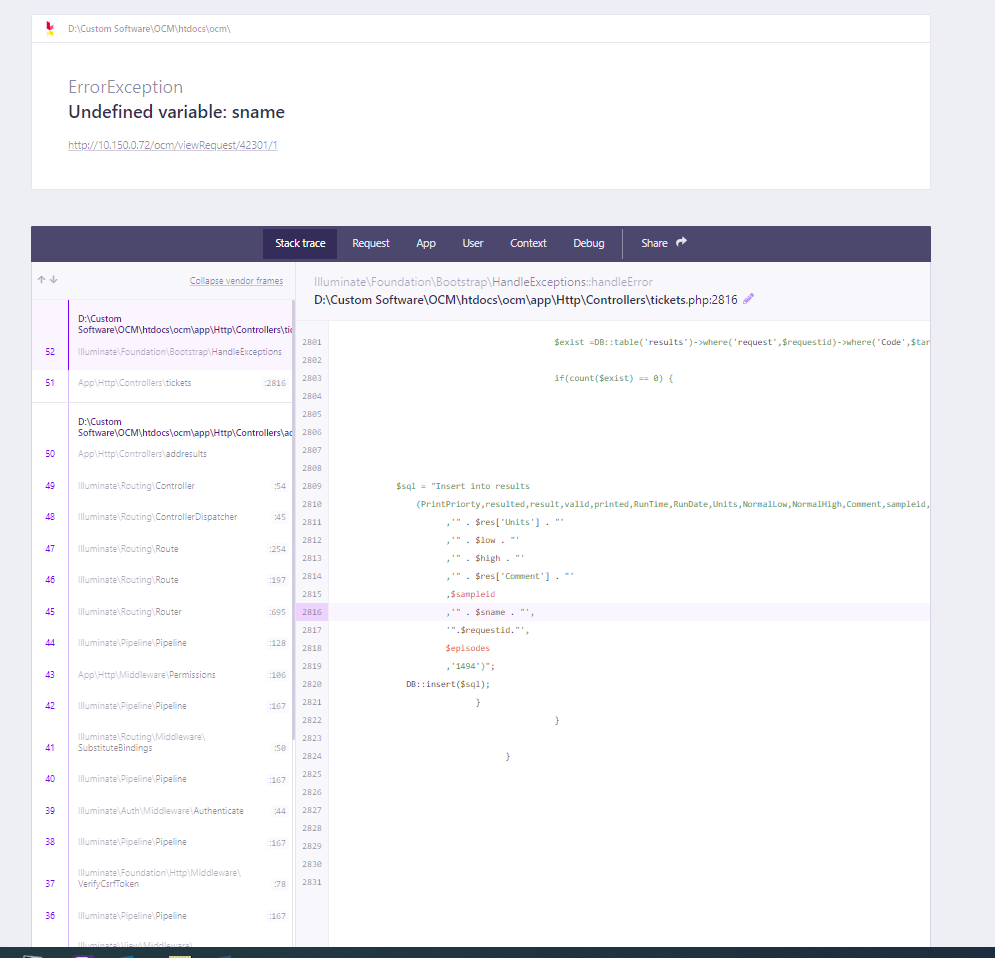 D:\Custom Software\OCM\htdocs\ocm\
ErrorException
Undefined variable: sname
http://10.150.0.72/ocm/viewRequest/42301/1
Stack trace Request App User Context Debug Share
Collapse vendor frames
D:\Custom
Software\OCM\htdocs\ocm\app\Http\Controllers\tic
52 Illuminate\Foundation\Bootstrap\HandleExceptions
51 App\Http\Controllers\tickets :2816
D:\Custom
Software\OCM\htdocs\ocm\app\Http\Controllers\ad
50 App\Http\Controllers\addresults
49 Illuminate\Routing\Controller :54
48 Illuminate\Routing\ControllerDispatcher :45
47 Illuminate\Routing\Route :254
46 Illuminate\Routing\Route :197
45 Illuminate\Routing\Router :695
44 Illuminate\Pipeline\Pipeline :128
43 App\Http\Middleware\Permissions :106
42 Illuminate\Pipeline\Pipeline :167
Illuminate\Routing\Middleware\
41 SubstituteBindings :50
40 Illuminate\Pipeline\Pipeline :167
39 Illuminate\Auth\Middleware\Authenticate :44
38 Illuminate\Pipeline\Pipeline :167
Illuminate\Foundation\Http\Middleware\
37 VerifyCsrfToken :78
36 Illuminate\Pipeline\Pipeline :167
Illuminate\View\Middleware\
Illuminate\Foundation\Bootstrap\HandleExceptions::handleError
D:\Custom Software\OCM\htdocs\ocm\app\Http\Controllers\tickets.php:2816
2801 $exist =DB::table('results')->where('request',$requestid)->where('Code',$tar
2802
2803 if(count($exist) == 0) {
2804
2805
2806
2807
2808
2809 $sql = "Insert into results
2810 (PrintPriorty,resulted,result,valid,printed,RunTime,RunDate,Units,NormalLow,NormalHigh,Comment,sampleid,
2811 ,'" . $res['Units'] . "'
2812 ,'" . $low . "'
2813 ,'" . $high . "'
2814 ,'" . $res['Comment'] . "'
2815 ,$sampleid
2816 ,'" . $sname . "',
2817 '".$requestid."',
2818 $episodes
2819 ,'1494')";
2820 DB::insert($sql);
2821 }
2822 }
2823
2824 }
2825
2826
2827
2828
2829
2830
2831